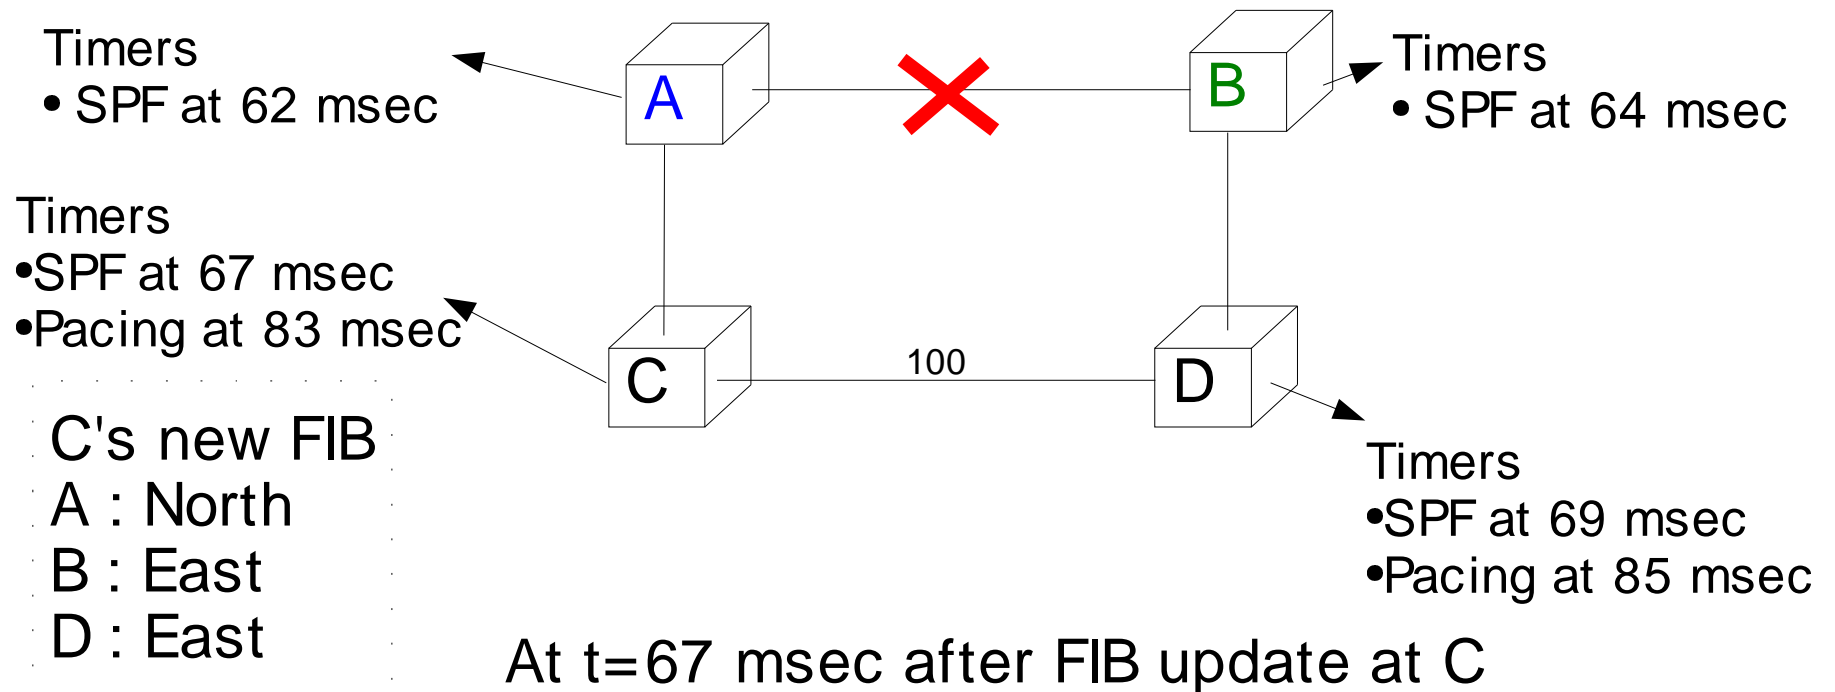 Timers
• SPF at 62 msec
A
B
Timers
• SPF at 64 msec
Timers
•SPF at 67 msec
•Pacing at 83 msec
C
100
D
C's new FIB
A : North
B : East
D : East
Timers
•SPF at 69 msec
•Pacing at 85 msec
At t=67 msec after FIB update at C